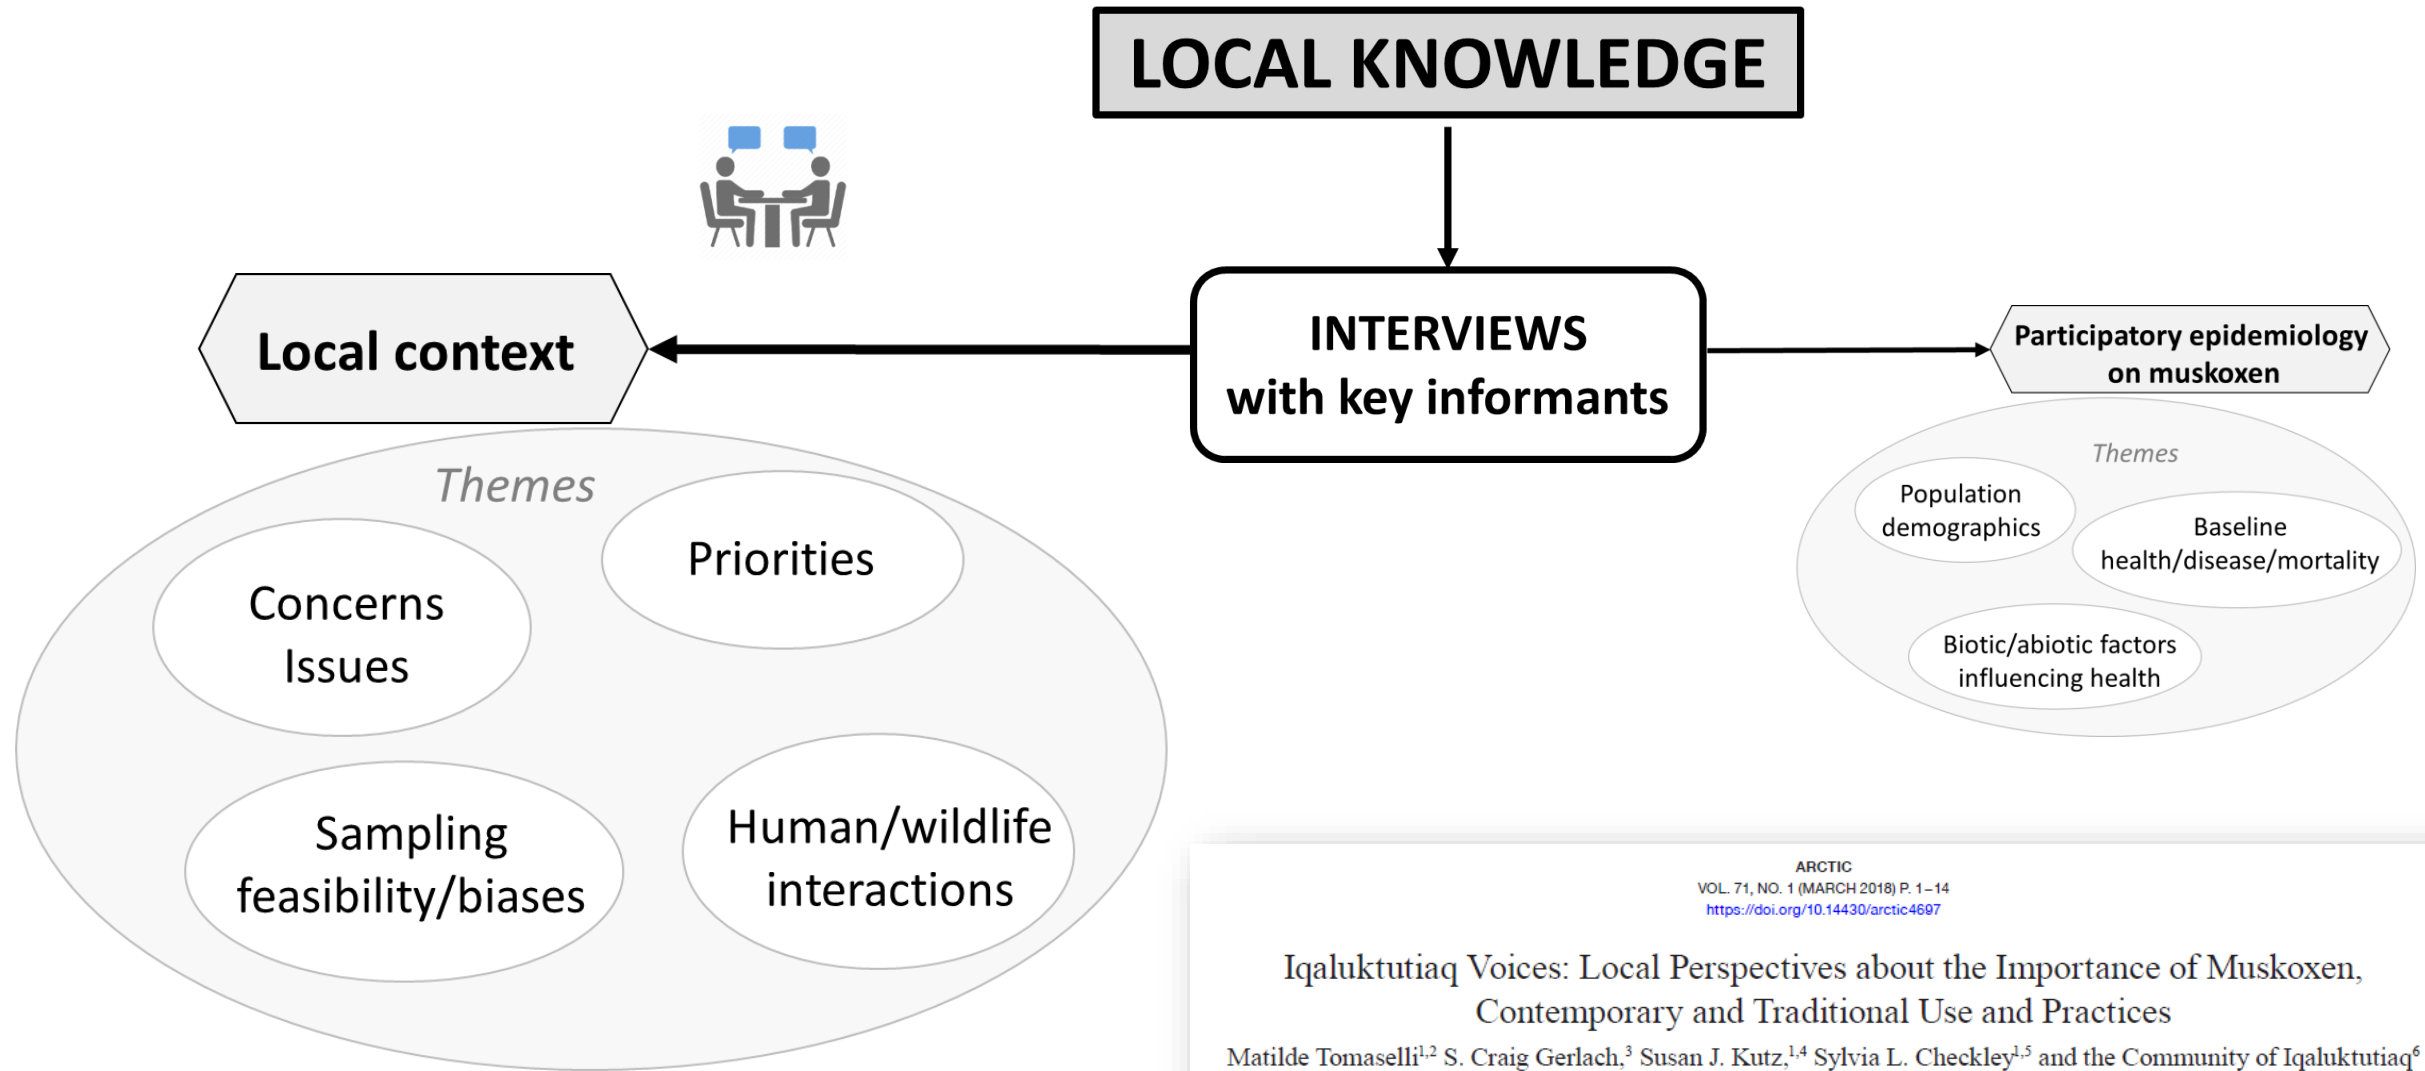 LOCAL KNOWLEDGE
Local context
INTERVIEWS
with key informants
Participatory epidemiology
on muskoxen
Themes
Priorities
Concerns
Issues
Sampling
feasibility/biases
Human/wildlife
interactions
Themes
Population
demographics
Baseline
health/disease/mortality
Biotic/abiotic factors
influencing health
ARCTIC
VOL. 71, NO. 1 (MARCH 2018) P. 1–14
https://doi.org/10.14430/arctic4697
Iqaluktutiaq Voices: Local Perspectives about the Importance of Muskoxen,
Contemporary and Traditional Use and Practices
Matilde Tomaselli¹,² S. Craig Gerlach,³ Susan J. Kutz,¹,⁴ Sylvia L. Checkley¹,⁵ and the Community of Iqaluktutiaq⁶